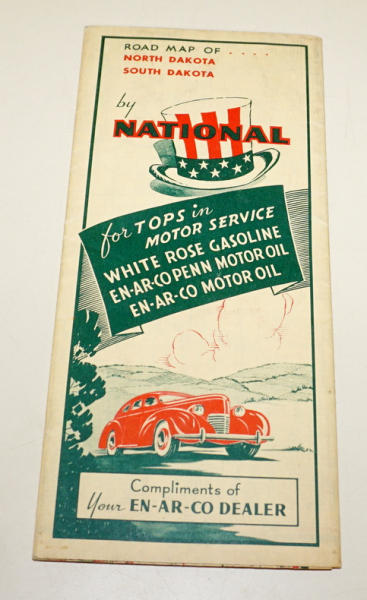 ROAD MAP OF ....
NORTH DAKOTA
SOUTH DAKOTA
by
NATIONAL
for TOPS in
MOTOR SERVICE
WHITE ROSE GASOLINE
EN-AR-CO PENN MOTOR OIL
EN-AR-CO MOTOR OIL
Compliments of
Your EN-AR-CO DEALER